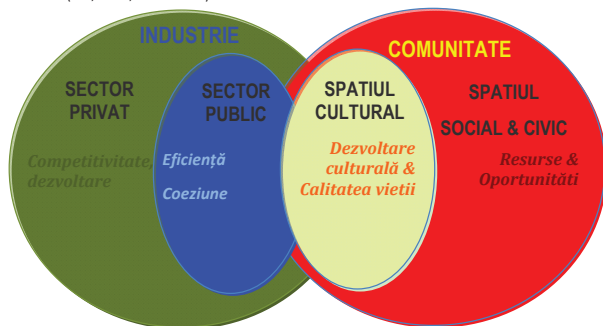 INDUSTRIE
COMUNITATE
SECTOR
PRIVAT
Competitivitate,
dezvoltare
SECTOR
PUBLIC
Eficiență
Coeziune
SPATIUL
CULTURAL
Dezvoltare
culturală &
Calitatea vietii
SPATIUL
SOCIAL & CIVIC
Resurse &
Oportunităti